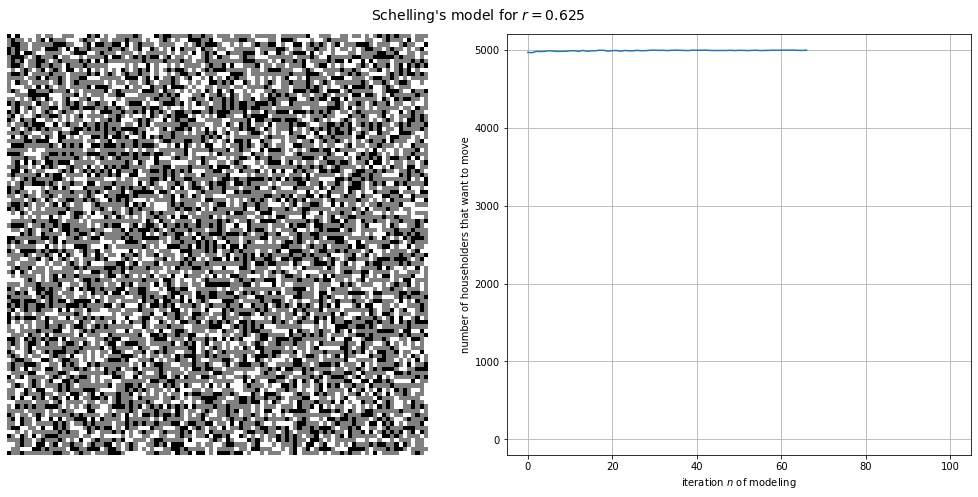 Schelling's model for r = 0.625
number of householders that want to move
5000
4000
3000
2000
1000
0
0 20 40 60 80 100
iteration n of modeling